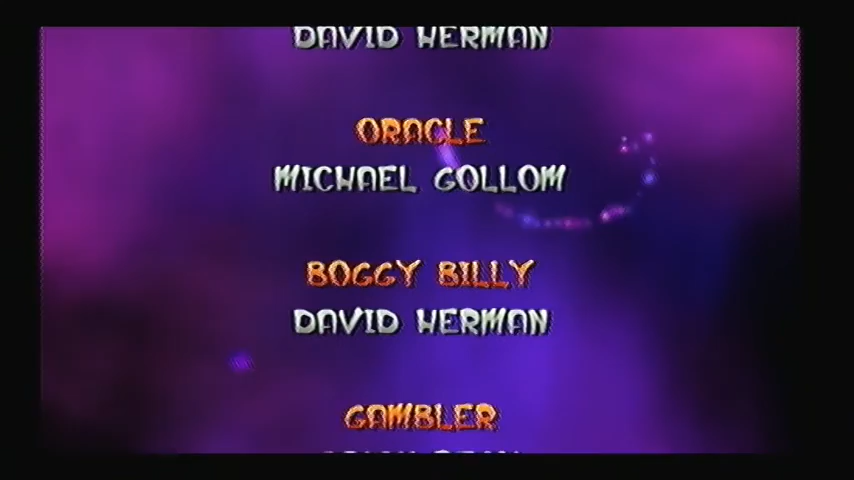 DAVID HERMAN
ORACLE
MICHAEL GOLLOM
BOGGY BILLY
DAVID HERMAN
GAMBLER